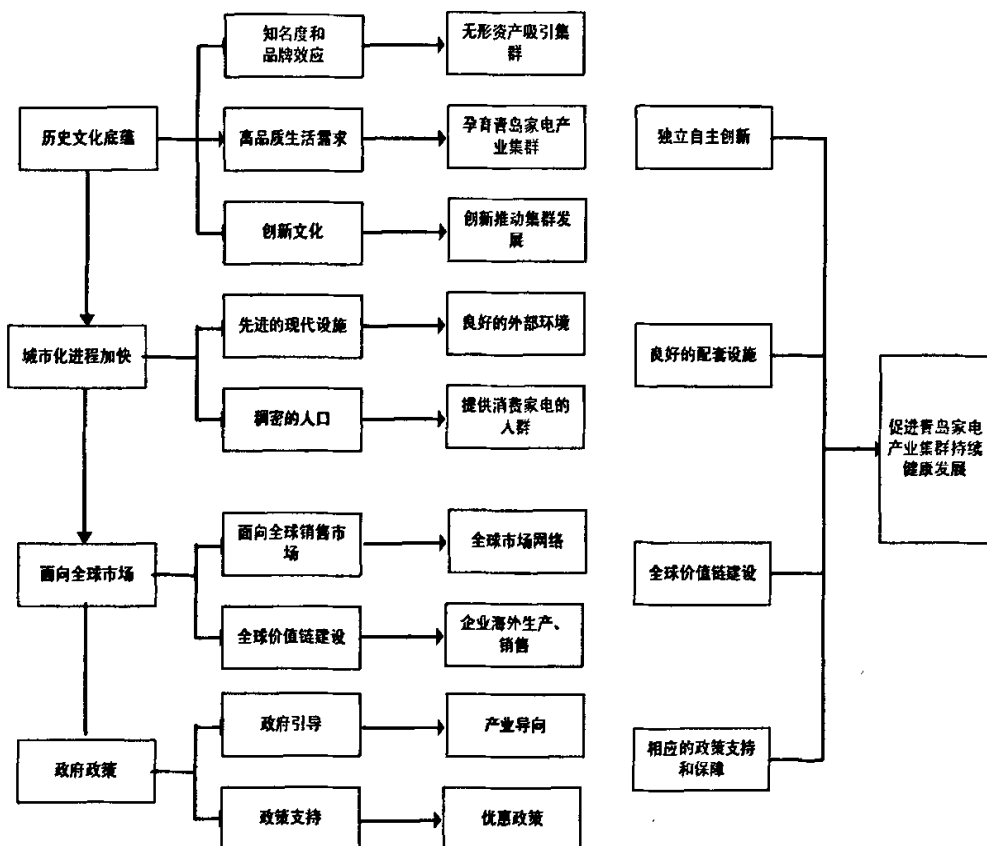 知名度和
品牌效应
无形资产吸引集
群
历史文化底蕴
高品质生活需求
孕育青岛家电产
业集群
独立自主创新
创新文化
创新推动集群发
展
城市化进程加快
先进的现代设施
良好的外部环境
良好的配套设施
稠密的人口
提供消费家电的
人群
促进青岛家电
产业集群持续
健康发展
面向全球市场
面向全球销售市
场
全球市场网络
全球价值链建设
全球价值链建设
企业海外生产、
销售
政府政策
政府引导
产业导向
相应的政策支持
和保障
政策支持
优惠政策